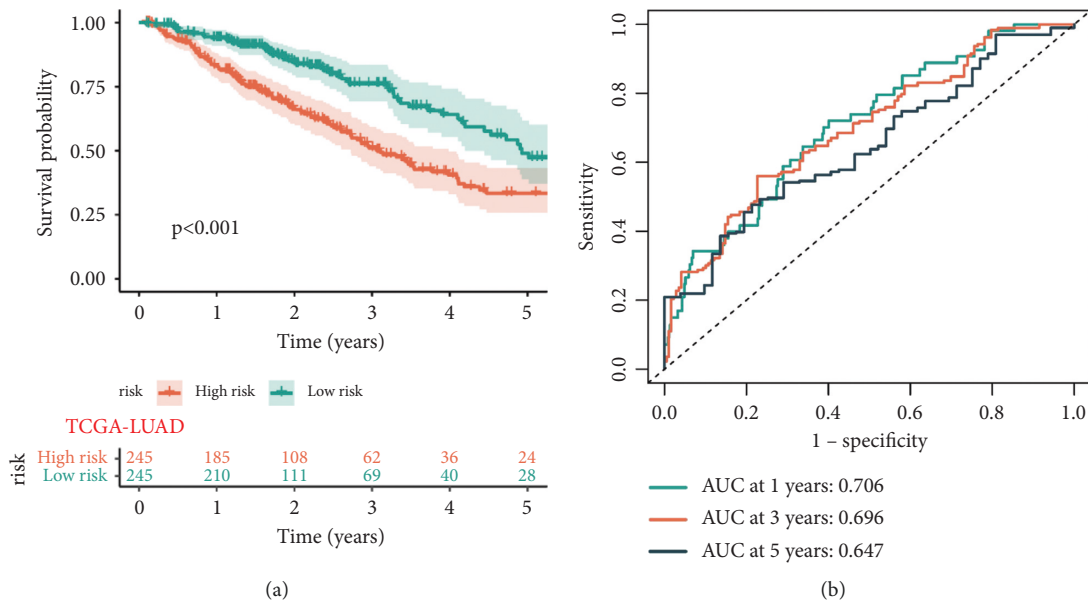 1.00
0.75
0.50
0.25
0.00
Survival probability
p<0.001
0 1 2 3 4 5
Time (years)
risk High risk Low risk
TCGA-LUAD
risk
High risk 245 185 108 62 36 24
Low risk 245 210 111 69 40 28
0 1 2 3 4 5
Time (years)
(a)
1.0
0.8
0.6
0.4
0.2
0.0
Sensitivity
0.0 0.2 0.4 0.6 0.8 1.0
1 – specificity
AUC at 1 years: 0.706
AUC at 3 years: 0.696
AUC at 5 years: 0.647
(b)